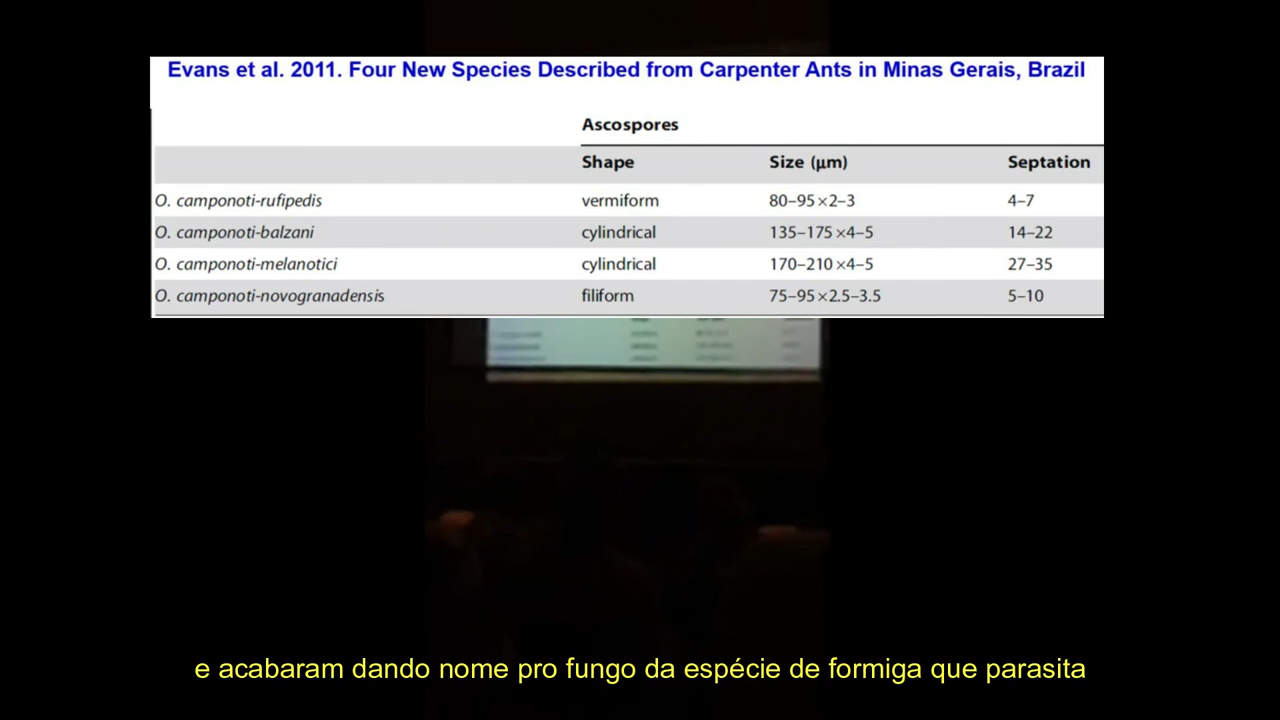 Evans et al. 2011. Four New Species Described from Carpenter Ants in Minas Gerais, Brazil
Ascospores
Shape Size (μm) Septation
O. camponoti-rufipedis vermiform 80–95×2–3 4–7
O. camponoti-balzani cylindrical 135–175×4–5 14–22
O. camponoti-melanotici cylindrical 170–210×4–5 27–35
O. camponoti-novogranadensis filiform 75–95×2.5–3.5 5–10
e acabaram dando nome pro fungo da espécie de formiga que parasita